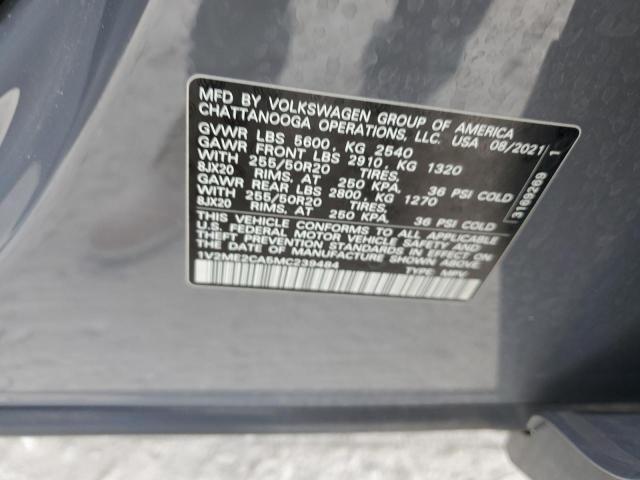 MFD BY VOLKSWAGEN GROUP OF AMERICA
CHATTANOOGA OPERATIONS, LLC. USA 08/2021
GVWR LBS 5600, KG 2540
GAWR FRONT LBS 2910, KG 1320
WITH 255/50R20 TIRES,
8JX20 RIMS, AT 250 KPA. 36 PSI COLD
GAWR REAR LBS 2800, KG 1270
WITH 255/50R20 TIRES,
8JX20 RIMS, AT 250 KPA. 36 PSI COLD
THIS VEHICLE CONFORMS TO ALL APPLICABLE
U.S. FEDERAL MOTOR VEHICLE SAFETY AND
THEFT PREVENTION STANDARDS IN EFFECT ON
THE DATE OF MANUFACTURE SHOWN ABOVE
TYPE: MPV
1